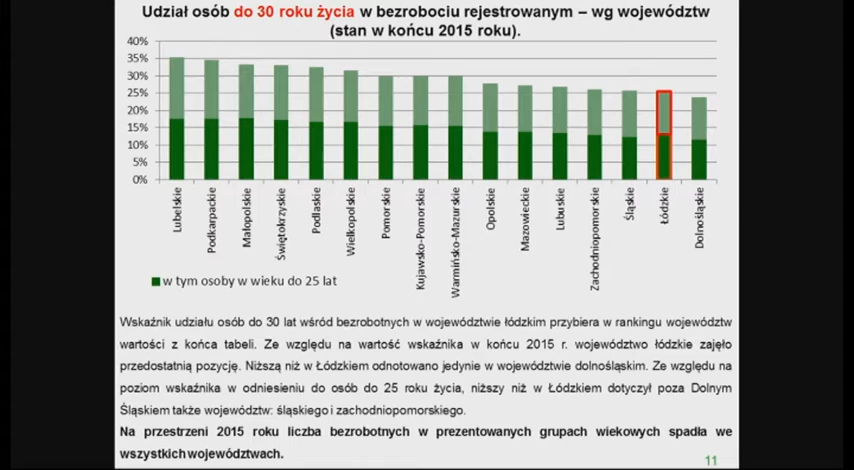 Udział osób do 30 roku życia w bezrobociu rejestrowanym – wg województw
(stan w końcu 2015 roku).
40%
35%
30%
25%
20%
15%
10%
5%
0%
Lubelskie
Podkarpackie
Małopolskie
Świętokrzyskie
Podlaskie
Wielkopolskie
Pomorskie
Kujawsko-Pomorskie
Warmińsko-Mazurskie
Opolskie
Mazowieckie
Lubuskie
Zachodniopomorskie
Śląskie
Łódzkie
Dolnośląskie
w tym osoby w wieku do 25 lat
Wskaźnik udziału osób do 30 lat wśród bezrobotnych w województwie łódzkim przybiera w rankingu województw
wartości z końca tabeli. Ze względu na wartość wskaźnika w końcu 2015 r. województwo łódzkie zajęło
przedostatnią pozycję. Niższą niż w Łódzkiem odnotowano jedynie w województwie dolnośląskim. Ze względu na
poziom wskaźnika w odniesieniu do osób do 25 roku życia, niższy niż w Łódzkiem dotyczył poza Dolnym
Śląskiem także województw: śląskiego i zachodniopomorskiego.
Na przestrzeni 2015 roku liczba bezrobotnych w prezentowanych grupach wiekowych spadła we
wszystkich województwach.
11